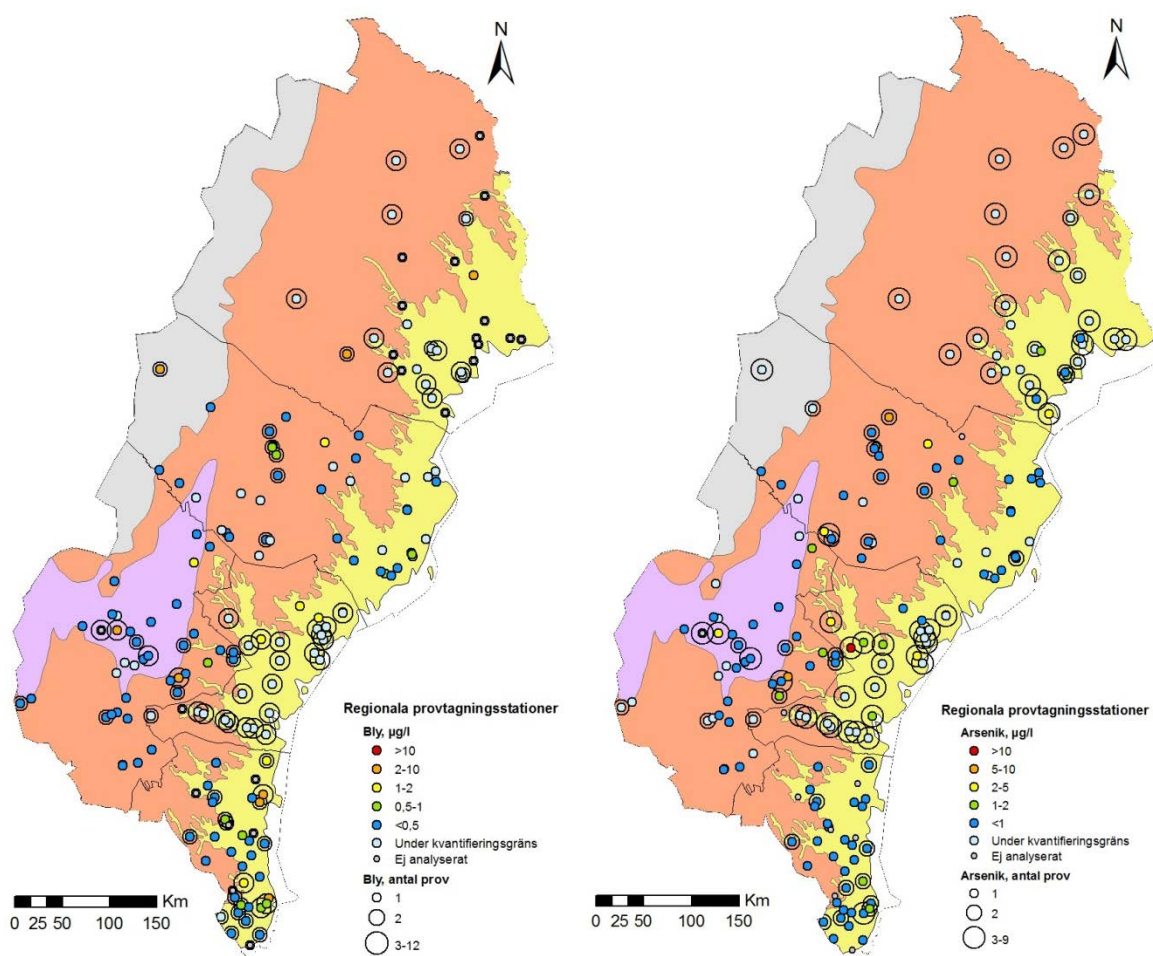 N
Regionala provtagningsstationer
Bly, µg/l
>10
2-10
1-2
0,5-1
<0,5
Under kvantifieringsgräns
Ej analyserat
Bly, antal prov
1
2
3-12
Km
0 25 50 100 150
N
Regionala provtagningsstationer
Arsenik, µg/l
>10
5-10
2-5
1-2
<1
Under kvantifieringsgräns
Ej analyserat
Arsenik, antal prov
1
2
3-9
Km
0 25 50 100 150